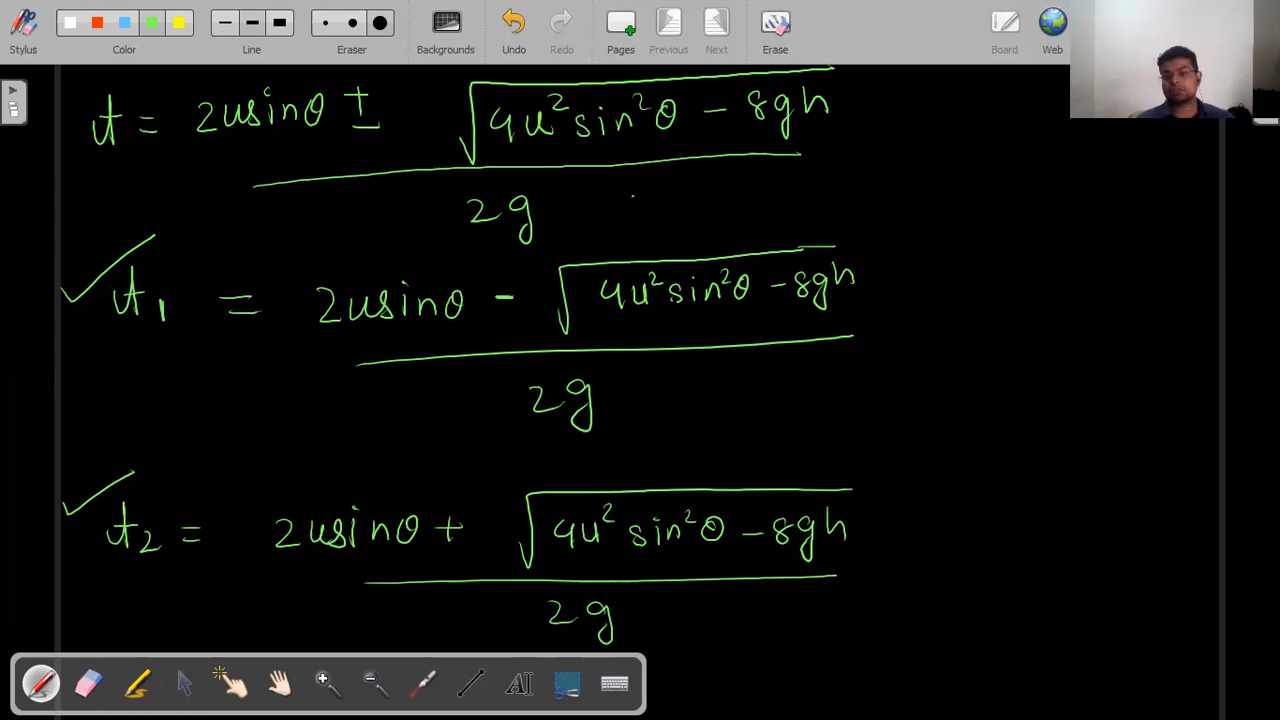 Stylus Color Line Eraser Backgrounds Undo Redo Pages Previous Next Erase Board Web
t = 2usinθ ± √(4u²sin²θ - 8gh)
2g
t₁ = 2usinθ - √(4u²sin²θ - 8gh)
2g
t₂ = 2usinθ + √(4u²sin²θ - 8gh)
2g